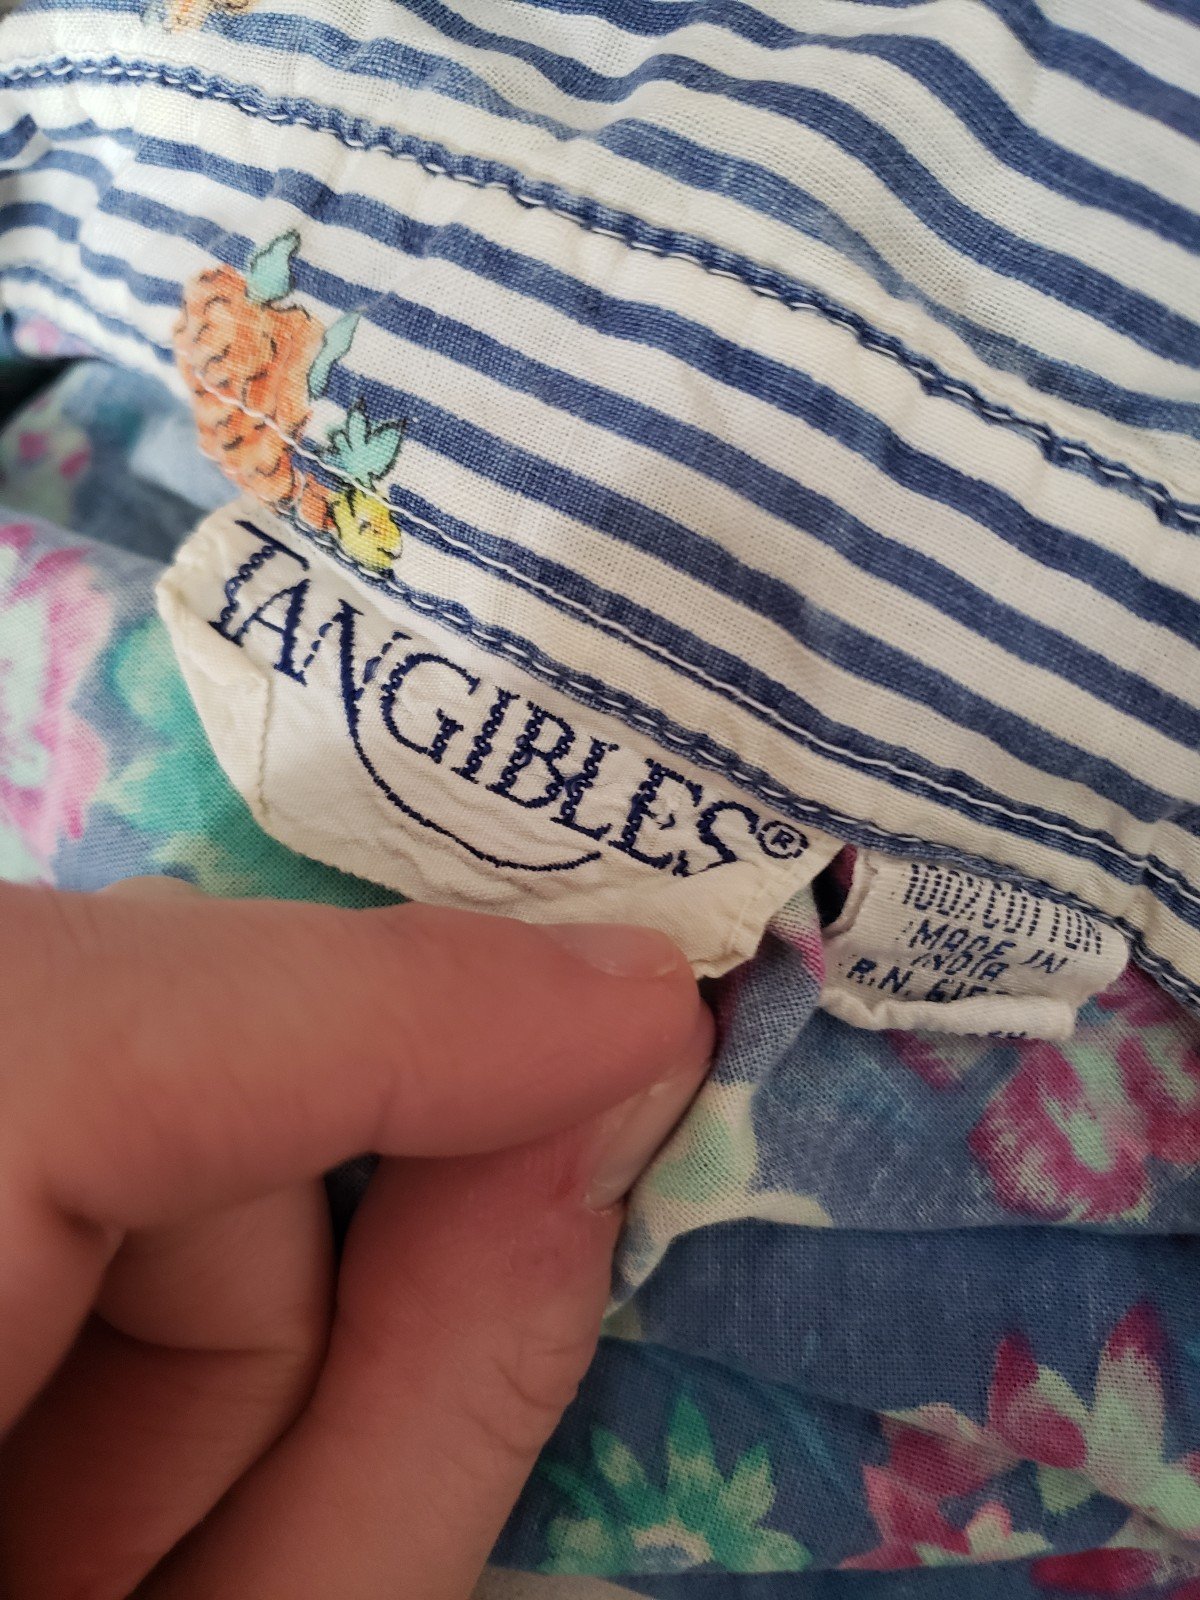 TANGIBLES®
100% COTTON
MADE IN
INDIA
R.N.